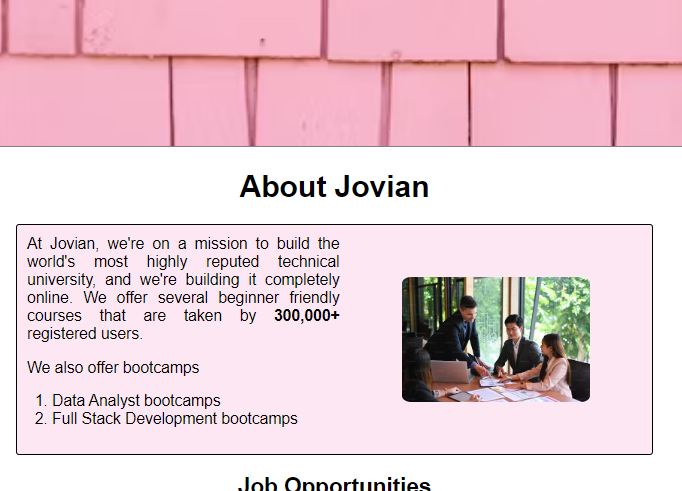 About Jovian
At Jovian, we're on a mission to build the
world's most highly reputed technical
university, and we're building it completely
online. We offer several beginner friendly
courses that are taken by 300,000+
registered users.
We also offer bootcamps
1. Data Analyst bootcamps
2. Full Stack Development bootcamps
Job Opportunities